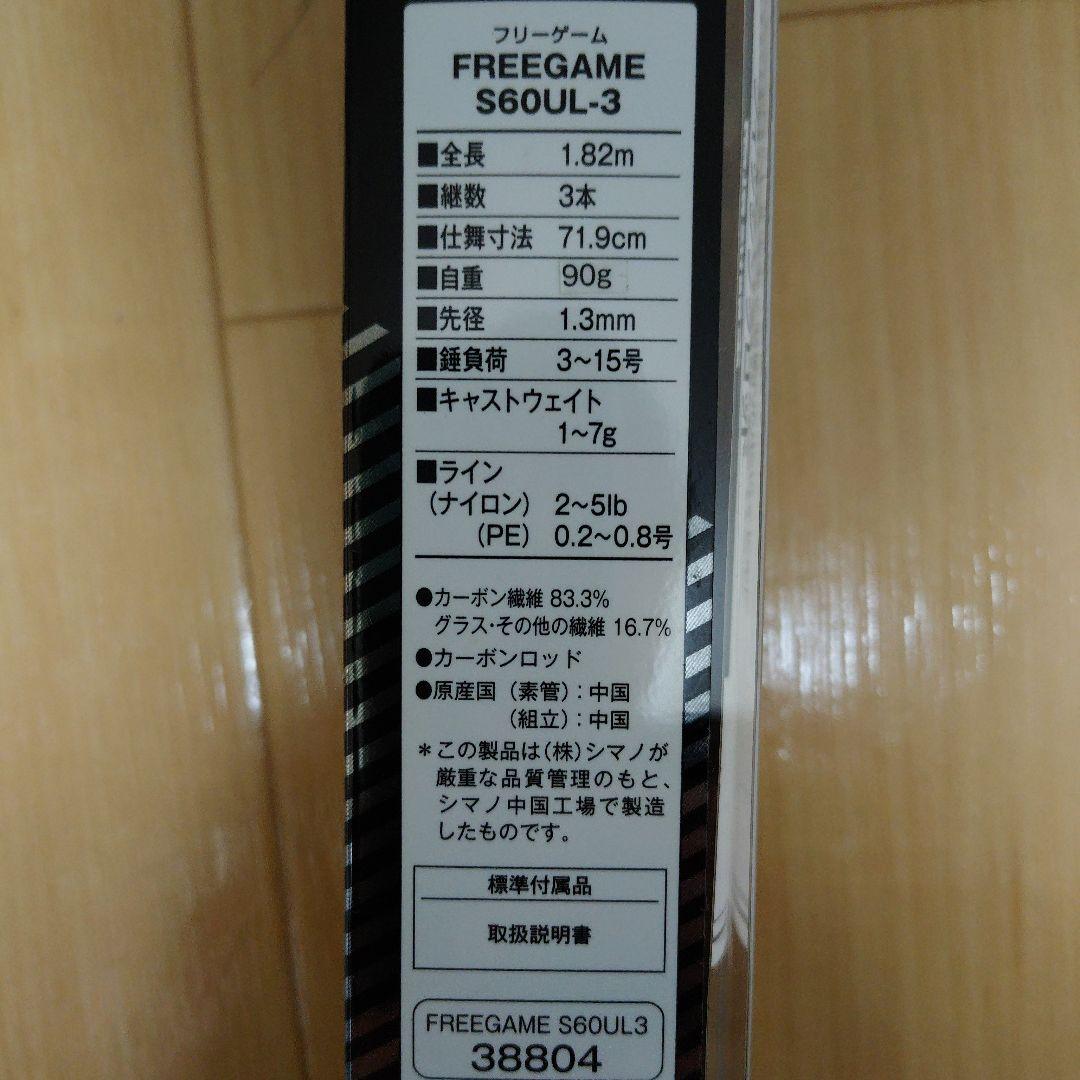 フリーゲーム
FREEGAME
S60UL-3
■全長 1.82m
■継数 3本
■仕舞寸法 71.9cm
■自重 90g
■先径 1.3mm
■錘負荷 3~15号
■キャストウェイト
1~7g
■ライン
(ナイロン) 2~5lb
(PE) 0.2~0.8号
●カーボン繊維 83.3%
グラス・その他の繊維 16.7%
●カーボンロッド
●原産国(素管):中国
(組立):中国
*この製品は(株)シマノが
厳重な品質管理のもと、
シマノ中国工場で製造
したものです。
標準付属品
取扱説明書
FREEGAME S60UL3
38804